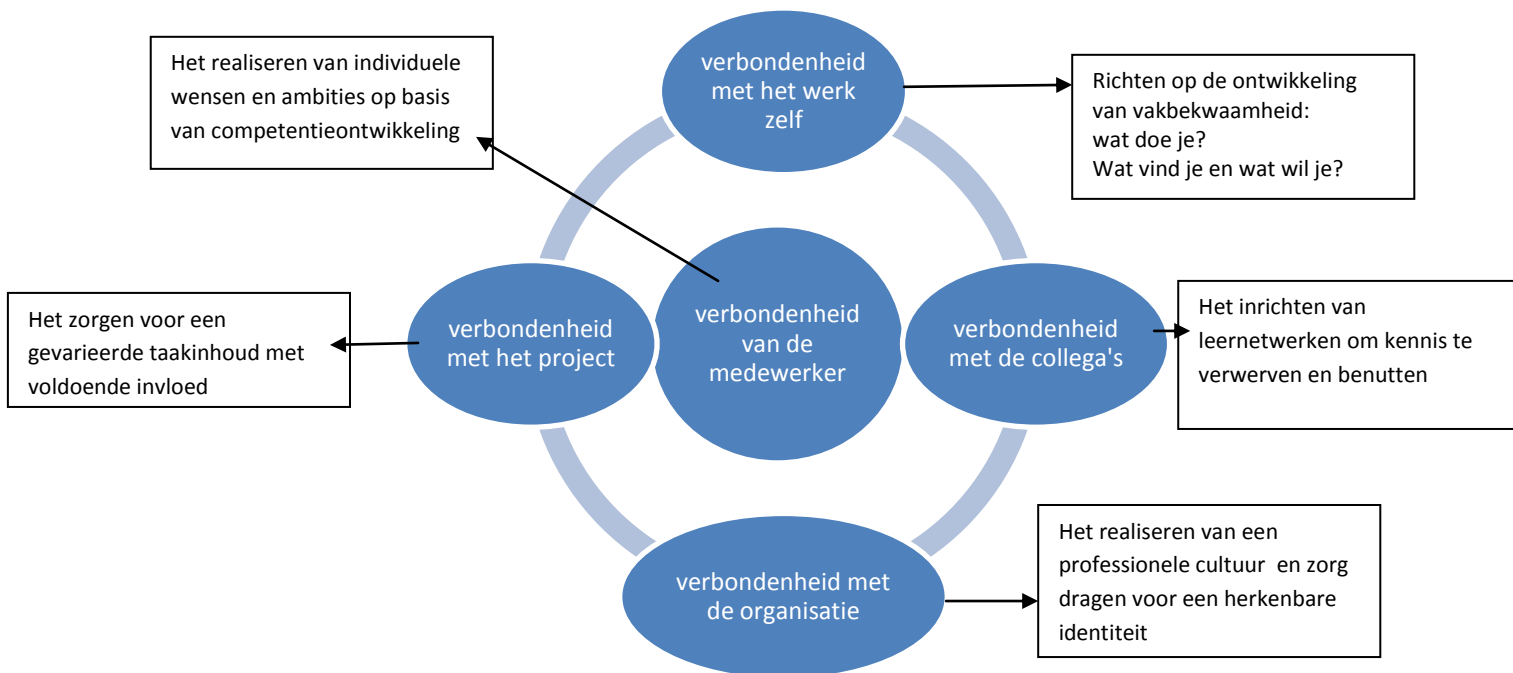 Het realiseren van individuele
wensen en ambities op basis
van competentieontwikkeling
verbondenheid
met het werk
zelf
Richten op de ontwikkeling
van vakbekwaamheid:
wat doe je?
Wat vind je en wat wil je?
Het zorgen voor een
gevarieerde taakinhoud met
voldoende invloed
verbondenheid
met het project
verbondenheid
van de
medewerker
verbondenheid
met de collega's
Het inrichten van
leernetwerken om kennis te
verwerven en benutten
verbondenheid met
de organisatie
Het realiseren van een
professionele cultuur en zorg
dragen voor een herkenbare
identiteit